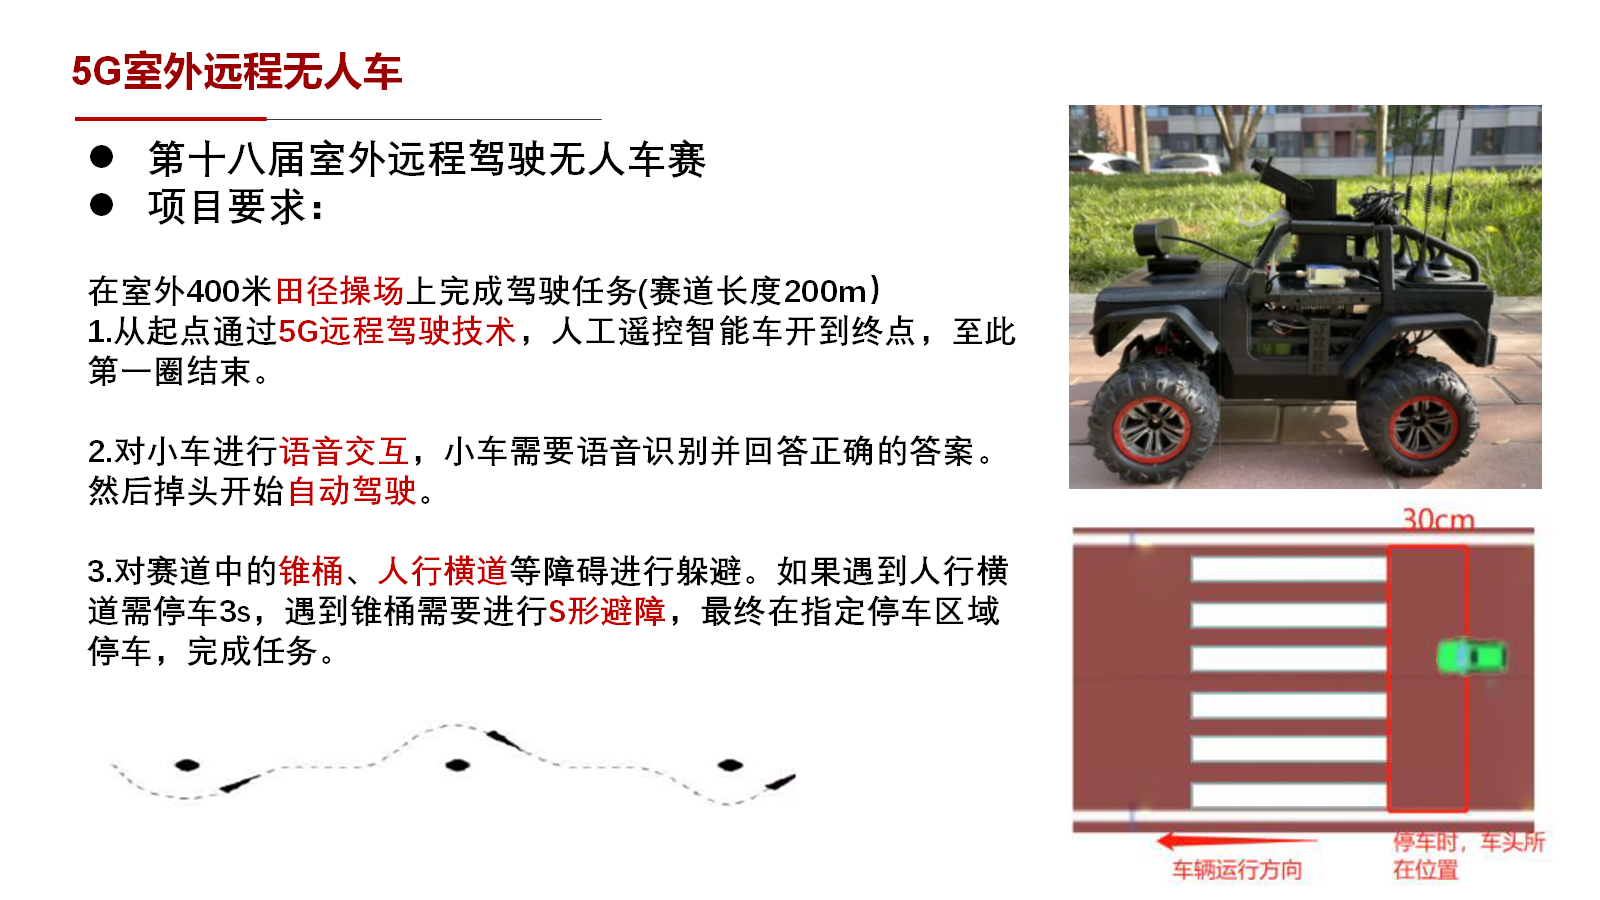 5G室外远程无人车
第十八届室外远程驾驶无人车赛
项目要求：
在室外400米田径操场上完成驾驶任务(赛道长度200m）
1.从起点通过5G远程驾驶技术，人工遥控智能车开到终点，至此
第一圈结束。
2.对小车进行语音交互，小车需要语音识别并回答正确的答案。
然后掉头开始自动驾驶。
3.对赛道中的锥桶、人行横道等障碍进行躲避。如果遇到人行横
道需停车3s，遇到锥桶需要进行S形避障，最终在指定停车区域
停车，完成任务。
30cm
车辆运行方向
停车时，车头所
在位置